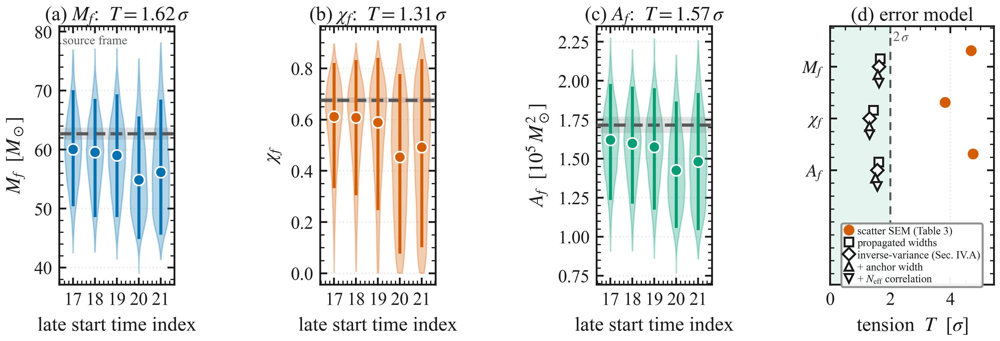 (a) M_f: T = 1.62 σ
source frame
80
70
60
50
40
M_f [M_⊙]
17 18 19 20 21
late start time index
(b) χ_f: T = 1.31 σ
0.8
0.6
0.4
0.2
0.0
χ_f
17 18 19 20 21
late start time index
(c) A_f: T = 1.57 σ
2.25
2.00
1.75
1.50
1.25
1.00
0.75
A_f [10^5 M_⊙^2]
17 18 19 20 21
late start time index
(d) error model
2 σ
M_f
χ_f
A_f
scatter SEM (Table 3)
propagated widths
inverse-variance (Sec. IV.A)
+ anchor width
+ N_eff correlation
0 2 4
tension T [σ]